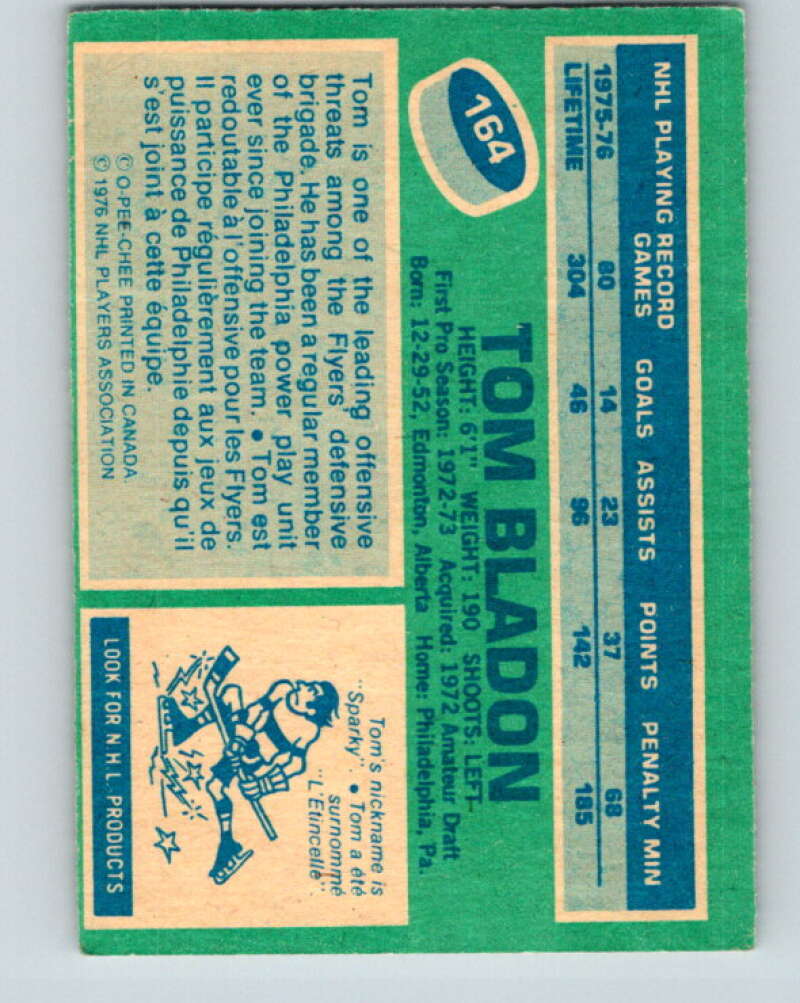 NHL PLAYING RECORD
GAMES GOALS ASSISTS POINTS PENALTY MIN
1975-76 80 14 23 37 68
LIFETIME 304 46 96 142 185
164
TOM BLADON
HEIGHT: 6'1" WEIGHT: 190 SHOOTS: LEFT
First Pro Season: 1972-73 Acquired: 1972 Amateur Draft
Born: 12-29-52, Edmonton, Alberta Home: Philadelphia, Pa.
Tom is one of the leading offensive
threats among the Flyers' defensive
brigade. He has been a regular member
of the Philadelphia power play unit
ever since joining the team. • Tom est
redoutable à l'offensive pour les Flyers.
Il participe régulièrement aux jeux de
puissance de Philadelphie depuis qu'il
s'est joint à cette équipe.
© O-PEE-CHEE PRINTED IN CANADA
© 1976 NHL PLAYERS ASSOCIATION
Tom's nickname is
"Sparky". • Tom a été
surnommé
"L'Etincelle".
LOOK FOR N.H.L. PRODUCTS